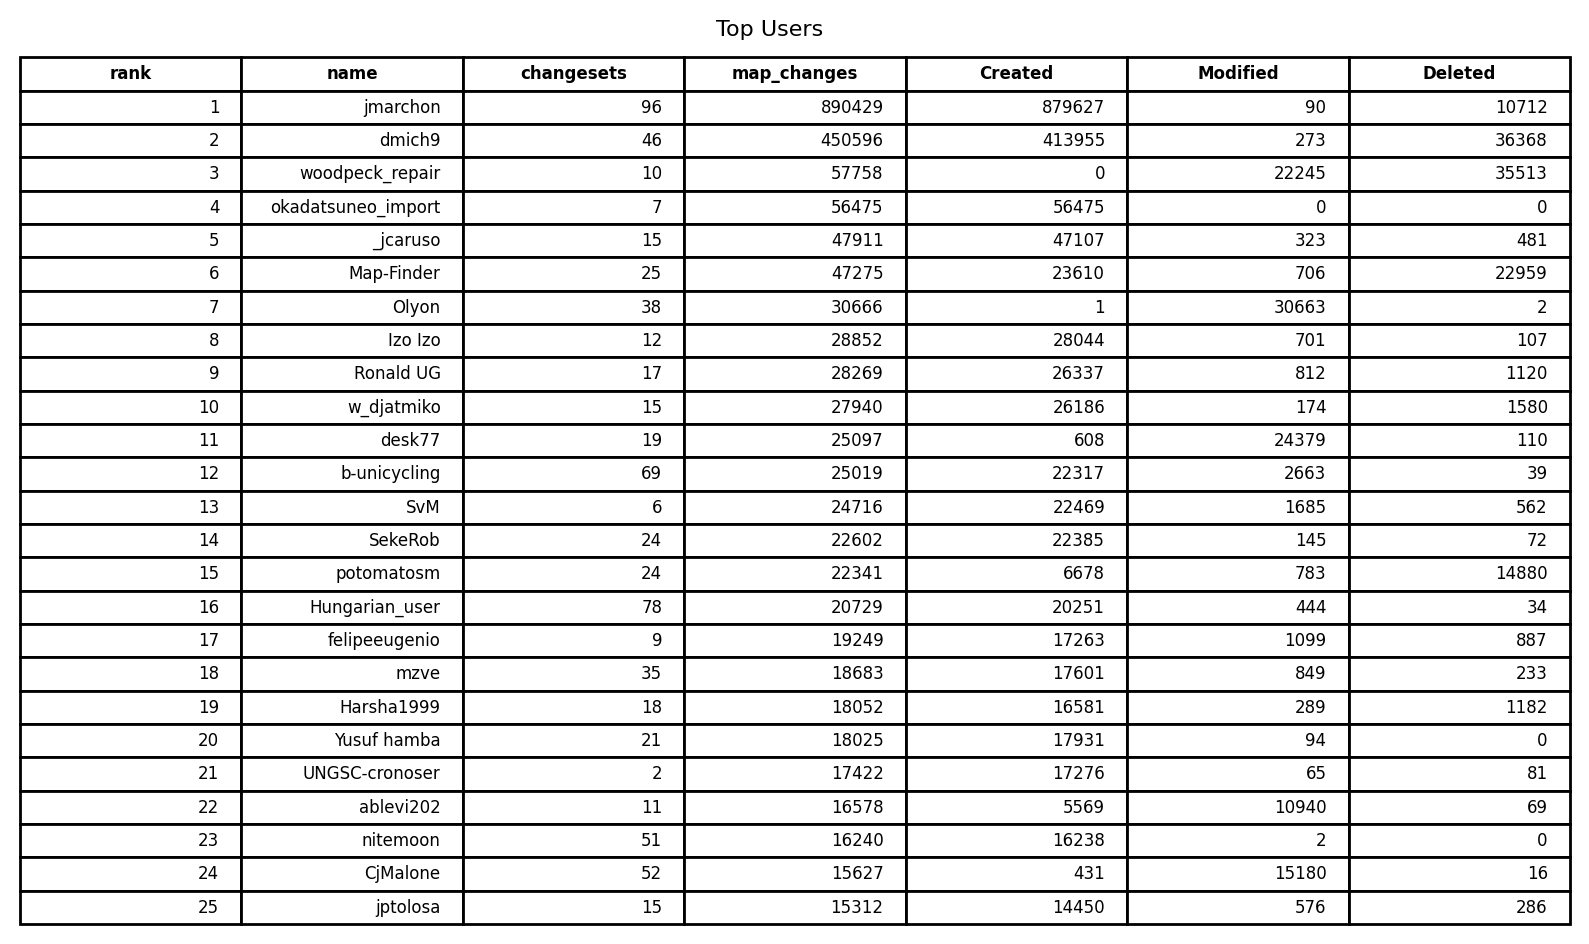 Top Users
rank name changesets map_changes Created Modified Deleted
1 jmarchon 96 890429 879627 90 10712
2 dmich9 46 450596 413955 273 36368
3 woodpeck_repair 10 57758 0 22245 35513
4 okadatsuneo_import 7 56475 56475 0 0
5 _jcaruso 15 47911 47107 323 481
6 Map-Finder 25 47275 23610 706 22959
7 Olyon 38 30666 1 30663 2
8 Izo Izo 12 28852 28044 701 107
9 Ronald UG 17 28269 26337 812 1120
10 w_djatmiko 15 27940 26186 174 1580
11 desk77 19 25097 608 24379 110
12 b-unicycling 69 25019 22317 2663 39
13 SvM 6 24716 22469 1685 562
14 SekeRob 24 22602 22385 145 72
15 potomatosm 24 22341 6678 783 14880
16 Hungarian_user 78 20729 20251 444 34
17 felipeeugenio 9 19249 17263 1099 887
18 mzve 35 18683 17601 849 233
19 Harsha1999 18 18052 16581 289 1182
20 Yusuf hamba 21 18025 17931 94 0
21 UNGSC-cronoser 2 17422 17276 65 81
22 ablevi202 11 16578 5569 10940 69
23 nitemoon 51 16240 16238 2 0
24 CjMalone 52 15627 431 15180 16
25 jptolosa 15 15312 14450 576 286